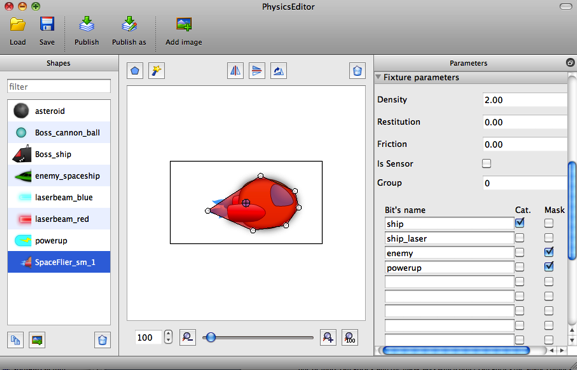 PhysicsEditor
Load Save Publish Publish as Add image
Shapes
filter
asteroid
Boss_cannon_ball
Boss_ship
enemy_spaceship
laserbeam_blue
laserbeam_red
powerup
SpaceFlier_sm_1
100
100
Parameters
Fixture parameters
Density 2.00
Restitution 0.00
Friction 0.00
Is Sensor
Group 0
Bit's name Cat. Mask
ship
ship_laser
enemy
powerup